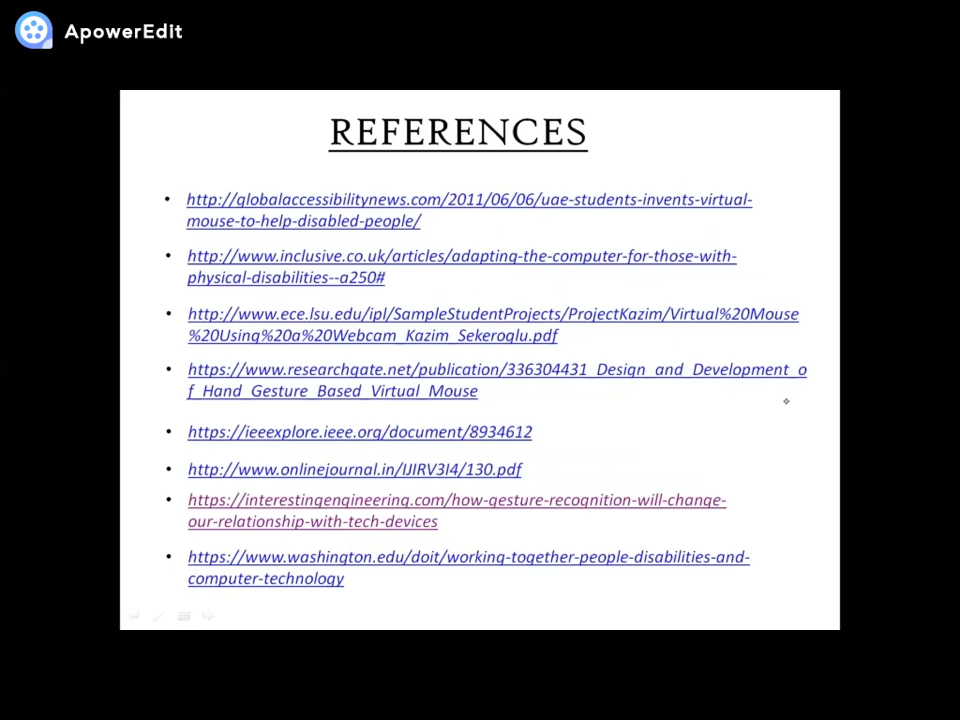 ApowerEdit
REFERENCES
• http://globalaccessibilitynews.com/2011/06/06/uae-students-invents-virtual-
mouse-to-help-disabled-people/
• http://www.inclusive.co.uk/articles/adapting-the-computer-for-those-with-
physical-disabilities--a250#
• http://www.ece.lsu.edu/ipl/SampleStudentProjects/ProjectKazim/Virtual%20Mouse
%20Using%20a%20Webcam_Kazim_Sekeroglu.pdf
• https://www.researchgate.net/publication/336304431_Design_and_Development_o
f_Hand_Gesture_Based_Virtual_Mouse
• https://ieeexplore.ieee.org/document/8934612
• http://www.onlinejournal.in/IJIRV3I4/130.pdf
• https://interestingengineering.com/how-gesture-recognition-will-change-
our-relationship-with-tech-devices
• https://www.washington.edu/doit/working-together-people-disabilities-and-
computer-technology